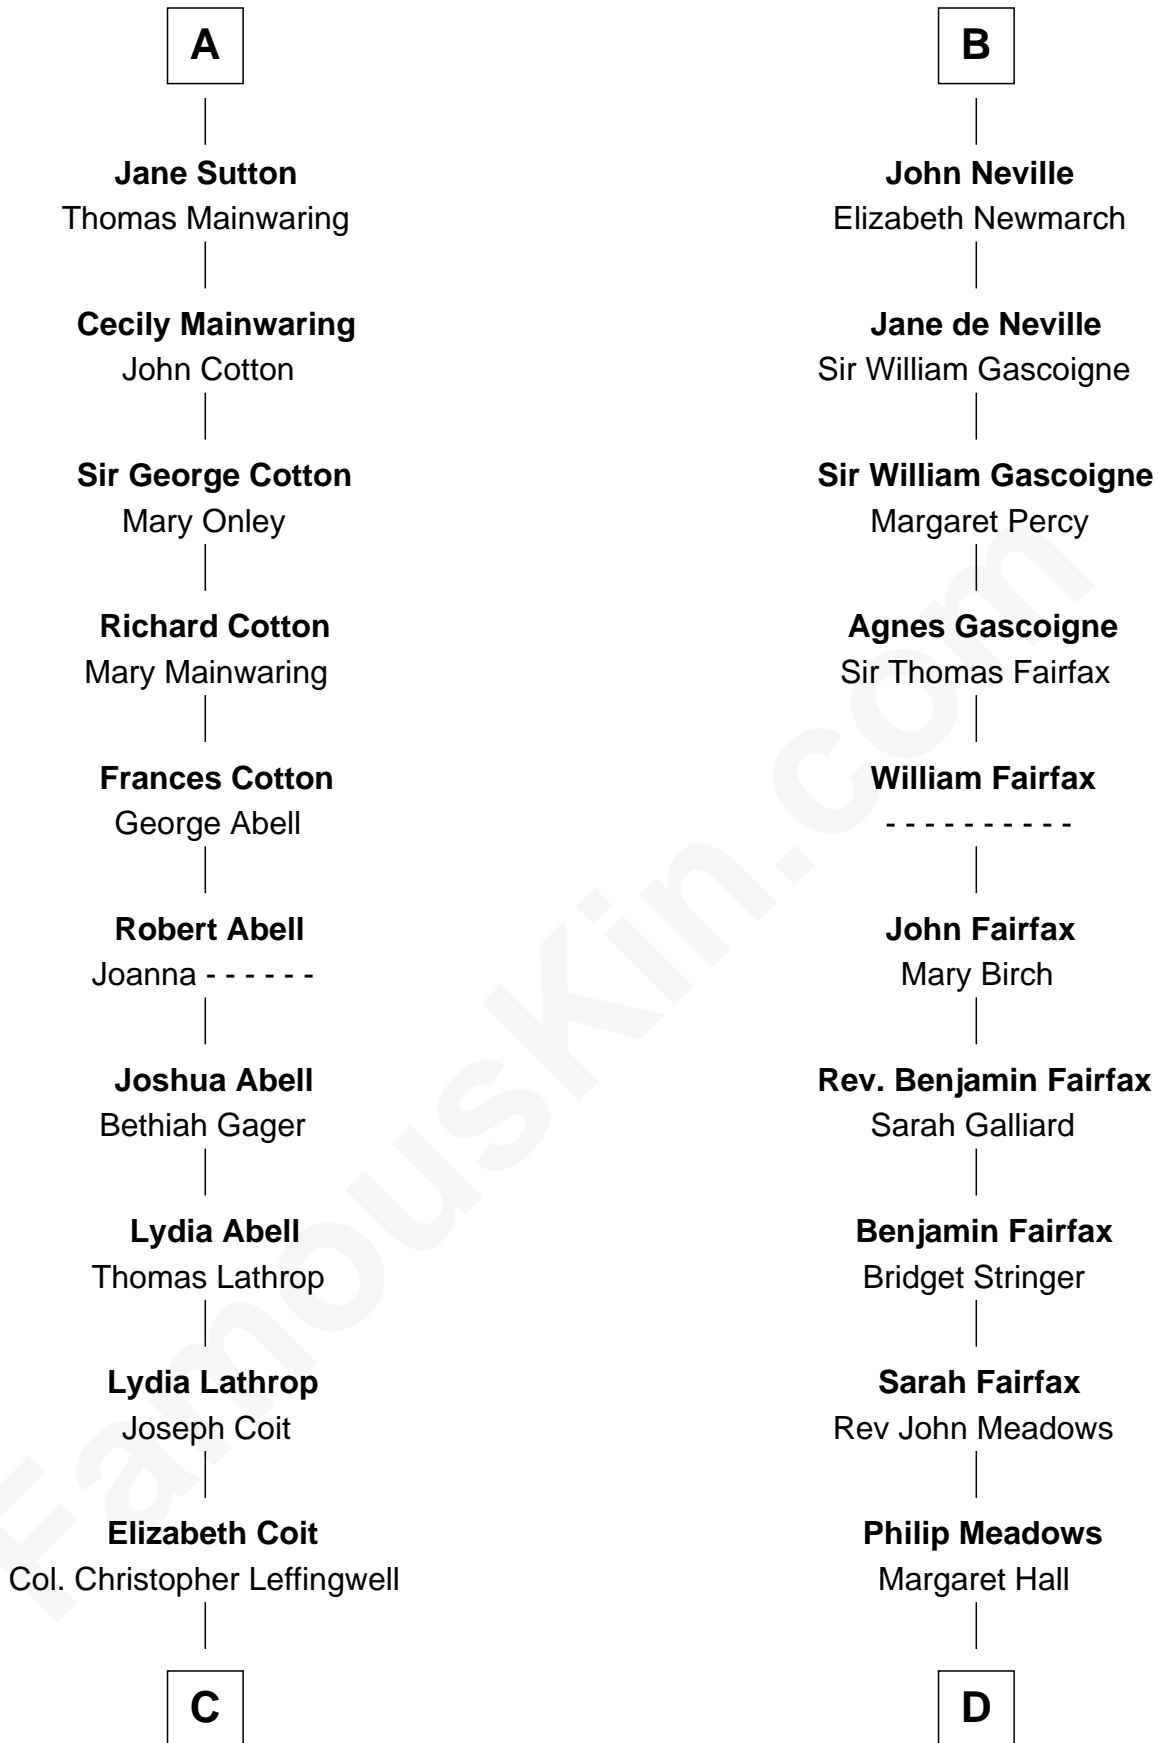 A
Jane Sutton
Thomas Mainwaring
Cecily Mainwaring
John Cotton
Sir George Cotton
Mary Onley
Richard Cotton
Mary Mainwaring
Frances Cotton
George Abell
Robert Abell
Joanna - - - - - -
Joshua Abell
Bethiah Gager
Lydia Abell
Thomas Lathrop
Lydia Lathrop
Joseph Coit
Elizabeth Coit
Col. Christopher Leffingwell
C
B
John Neville
Elizabeth Newmarch
Jane de Neville
Sir William Gascoigne
Sir William Gascoigne
Margaret Percy
Agnes Gascoigne
Sir Thomas Fairfax
William Fairfax
- - - - - - - - - -
John Fairfax
Mary Birch
Rev. Benjamin Fairfax
Sarah Galliard
Benjamin Fairfax
Bridget Stringer
Sarah Fairfax
Rev John Meadows
Philip Meadows
Margaret Hall
D
FamousKin.com